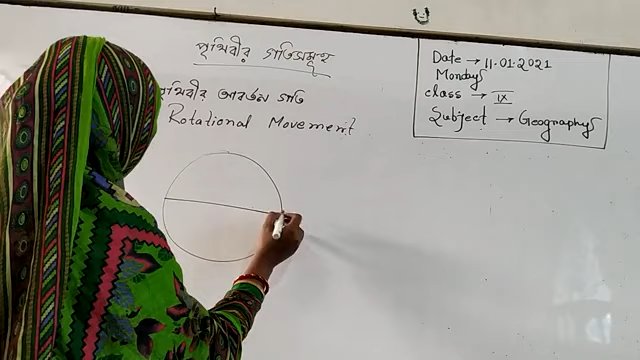 পৃথিবীর গতিসমূহ
পৃথিবীর আবর্তন গতি
Rotational Movement
Date → 11.01.2021
Monday
class → IX
Subject → Geography